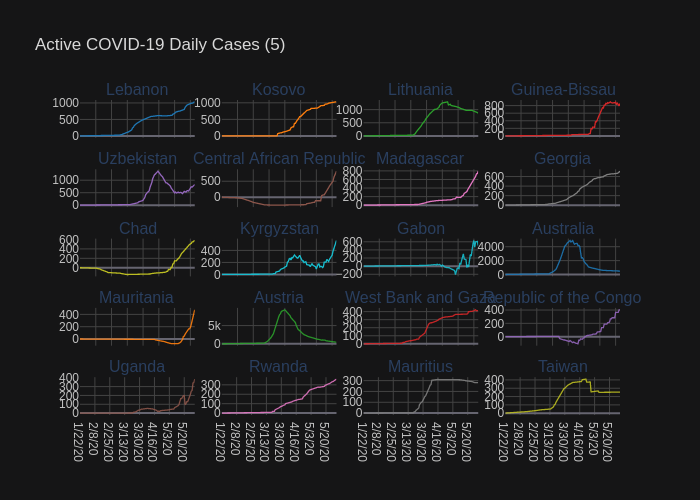 Active COVID-19 Daily Cases (5)
Lebanon Kosovo Lithuania Guinea-Bissau
1000 500 0
1000 500 0
1000 500 0
800 600 400 200 0
Uzbekistan Central African Republic Madagascar Georgia
1000 500 0
500 0
800 600 400 200 0
600 400 200 0
Chad Kyrgyzstan Gabon Australia
600 400 200 0
400 200 0
600 400 200 0 200
4000 2000 0
Mauritania Austria West Bank and Gaza Republic of the Congo
400 200 0
5k 0
400 300 200 100 0
400 200 0
Uganda Rwanda Mauritius Taiwan
400 300 200 100 0
300 200 100 0
300 200 100 0
400 300 200 100 0
1/22/20 2/8/20 2/25/20 3/13/20 3/30/20 4/16/20 5/3/20 5/20/20
1/22/20 2/8/20 2/25/20 3/13/20 3/30/20 4/16/20 5/3/20 5/20/20
1/22/20 2/8/20 2/25/20 3/13/20 3/30/20 4/16/20 5/3/20 5/20/20
1/22/20 2/8/20 2/25/20 3/13/20 3/30/20 4/16/20 5/3/20 5/20/20